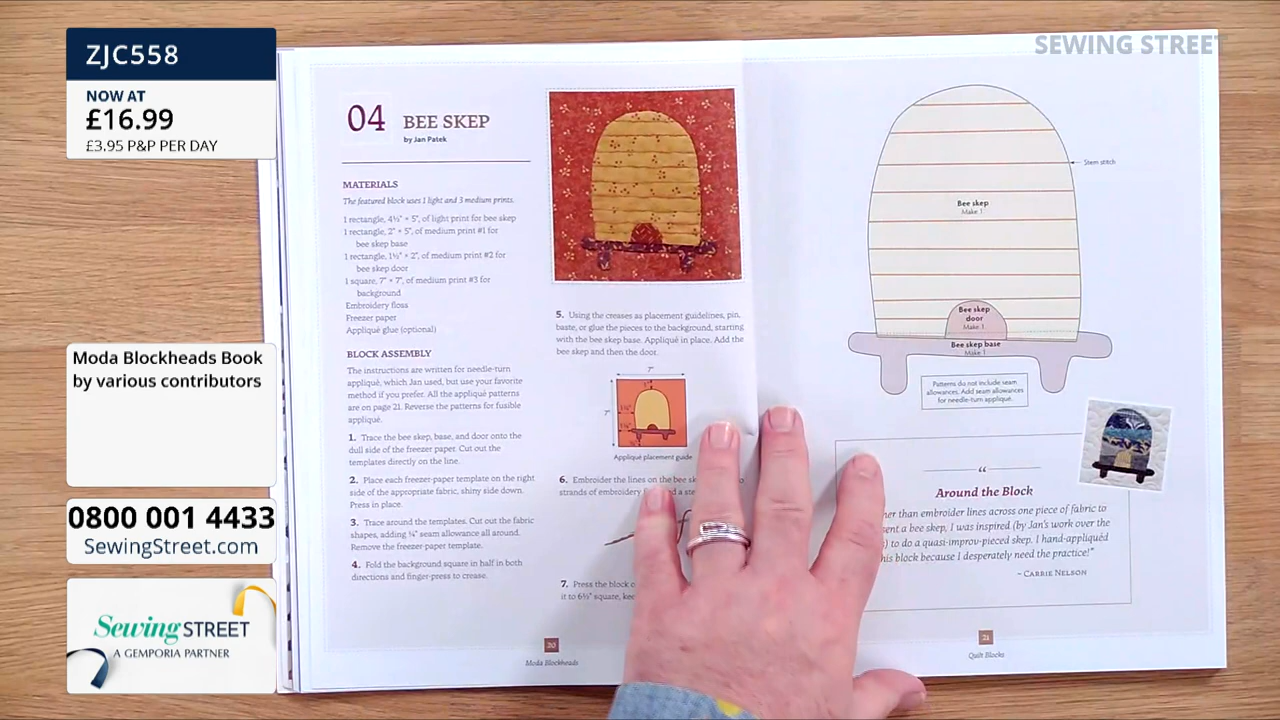 ZJC558
NOW AT
£16.99
£3.95 P&P PER DAY
Moda Blockheads Book
by various contributors
0800 001 4433
SewingStreet.com
Sewing STREET
A GEMPORIA PARTNER
SEWING STREET
04 BEE SKEP
by Jan Patek
MATERIALS
The featured block uses 1 light and 3 medium prints.
1 rectangle, 4½" × 5", of light print for bee skep
1 rectangle, 2" × 5", of medium print #1 for
bee skep base
1 rectangle, 1½" × 2", of medium print #2 for
bee skep door
1 square, 7" × 7", of medium print #3 for
background
Embroidery floss
Freezer paper
Appliqué glue (optional)
BLOCK ASSEMBLY
The instructions are written for needle-turn
appliqué, which Jan used, but use your favorite
method if you prefer. All the appliqué patterns
are on page 21. Reverse the patterns for fusible
appliqué.
1. Trace the bee skep, base, and door onto the
dull side of the freezer paper. Cut out the
templates directly on the line.
2. Place each freezer-paper template on the right
side of the appropriate fabric, shiny side down.
Press in place.
3. Trace around the templates. Cut out the fabric
shapes, adding ¼" seam allowance all around.
Remove the freezer-paper template.
4. Fold the background square in half in both
directions and finger-press to crease.
5. Using the creases as placement guidelines, pin,
baste, or glue the pieces to the background, starting
with the bee skep base. Appliqué in place. Add the
bee skep and then the door.
7"
7"
Appliqué placement guide
6. Embroider the lines on the bee
strands of embroidery
7. Press the block
it to 6½" square,
20
Moda Blockheads
Stem stitch
Bee skep
Make 1
Bee skep
door
Make 1
Bee skep base
Make 1
Patterns do not include seam
allowances. Add seam allowances
for needle-turn appliqué.
“
Around the Block
than embroider lines across one piece of fabric to
a bee skep, I was inspired (by Jan's work over the
to do a quasi-improv-pieced skep. I hand-appliquéd
block because I desperately need the practice!”
~ CARRIE NELSON
21
Quilt Blocks